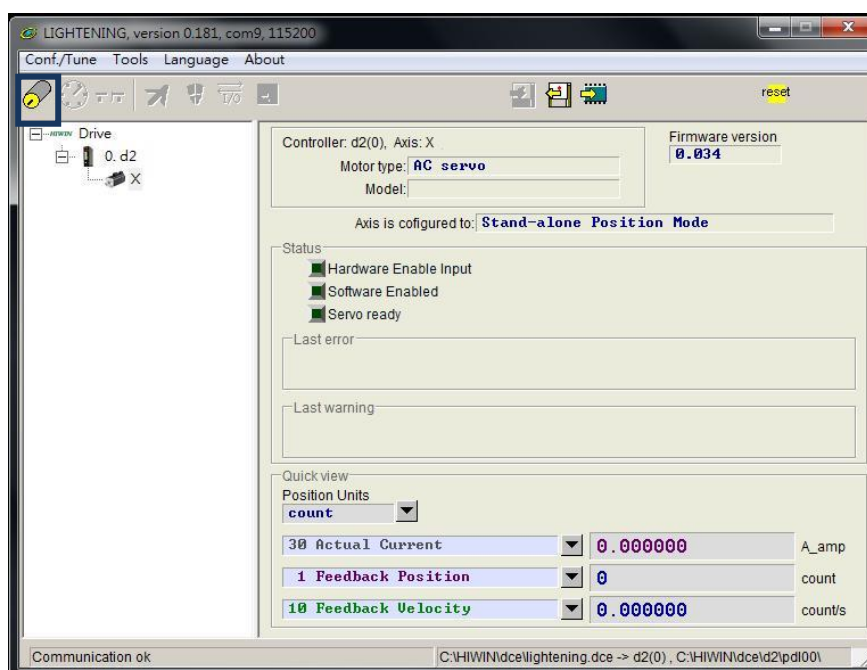 LIGHTENING, version 0.181, com9, 115200
Conf./Tune Tools Language About
I/O
reset
HIWIN Drive
0. d2
X
Controller: d2(0), Axis: X
Motor type: AC servo
Model:
Firmware version
0.034
Axis is cofigured to: Stand-alone Position Mode
Status
Hardware Enable Input
Software Enabled
Servo ready
Last error
Last warning
Quick view
Position Units
count
30 Actual Current 0.000000 A_amp
1 Feedback Position 0 count
10 Feedback Velocity 0.000000 count/s
Communication ok C:\HIWIN\dce\lightening.dce -> d2(0) , C:\HIWIN\dce\d2\pdl00\